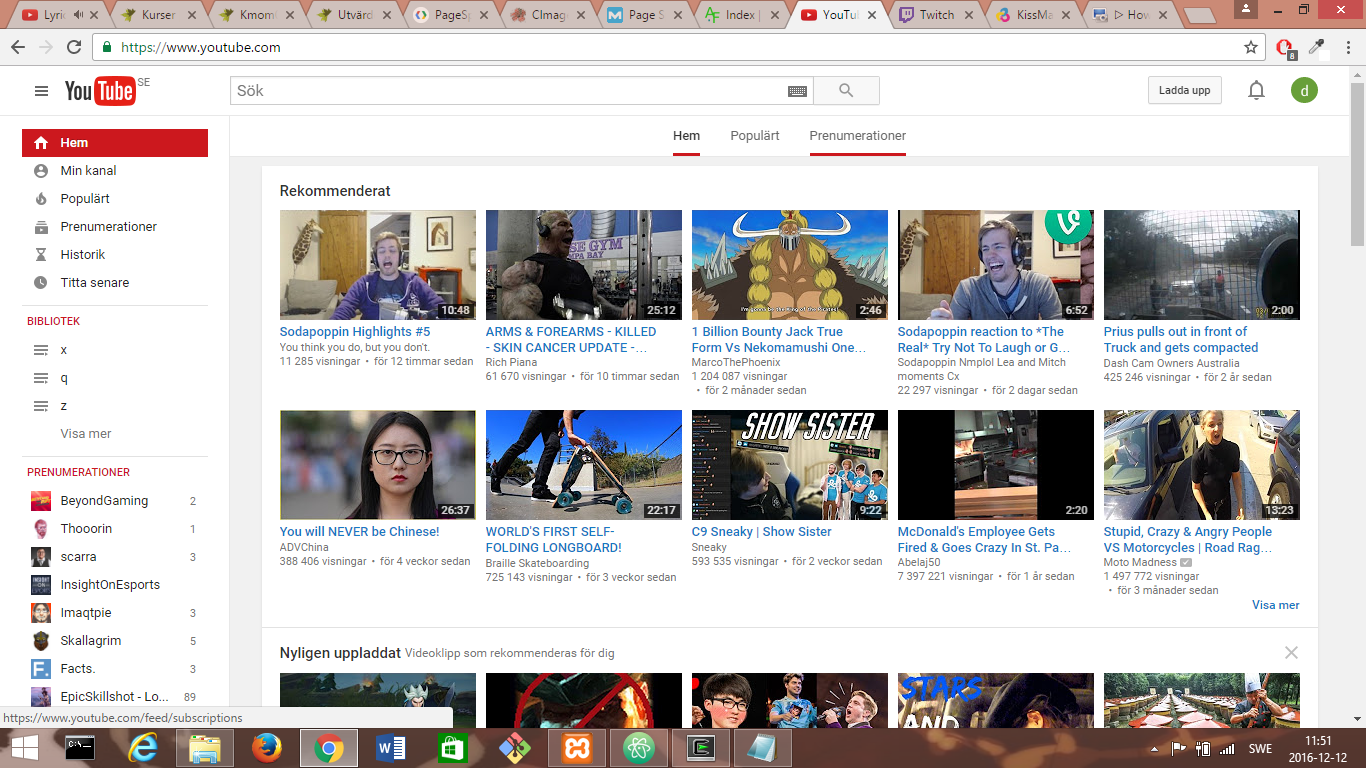 Lyric
Kurser
Kmomi
Utvärd
PageSp
CImag
Page S
Index |
YouTu
Twitch
KissMa
▷ How
https://www.youtube.com
8
YouTube SE
Sök
Ladda upp
d
Hem
Populärt
Prenumerationer
Hem
Min kanal
Populärt
Prenumerationer
Historik
Titta senare
BIBLIOTEK
x
q
z
Visa mer
PRENUMERATIONER
BeyondGaming 2
Thooorin 1
scarra 3
InsightOnEsports
Imaqtpie 3
Skallagrim 5
Facts. 3
EpicSkillshot - Lo... 89
Rekommenderat
10:48
Sodapoppin Highlights #5
You think you do, but you don't.
11 285 visningar • för 12 timmar sedan
25:12
ARMS & FOREARMS - KILLED
- SKIN CANCER UPDATE -...
Rich Piana
61 670 visningar • för 10 timmar sedan
I'm gonna be the King of the Pirates!
2:46
1 Billion Bounty Jack True
Form Vs Nekomamushi One...
MarcoThePhoenix
1 204 087 visningar
• för 2 månader sedan
6:52
Sodapoppin reaction to *The
Real* Try Not To Laugh or G...
Sodapoppin Nmplol Lea and Mitch
moments Cx
22 297 visningar • för 2 dagar sedan
2:00
Prius pulls out in front of
Truck and gets compacted
Dash Cam Owners Australia
425 246 visningar • för 2 år sedan
26:37
You will NEVER be Chinese!
ADVChina
388 406 visningar • för 4 veckor sedan
22:17
WORLD'S FIRST SELF-
FOLDING LONGBOARD!
Braille Skateboarding
725 143 visningar • för 3 veckor sedan
SHOW SISTER
9:22
C9 Sneaky | Show Sister
Sneaky
593 535 visningar • för 2 veckor sedan
2:20
McDonald's Employee Gets
Fired & Goes Crazy In St. Pa...
Abelaj50
7 397 221 visningar • för 1 år sedan
13:23
Stupid, Crazy & Angry People
VS Motorcycles | Road Rag...
Moto Madness
1 497 772 visningar
• för 3 månader sedan
Visa mer
Nyligen uppladdat Videoklipp som rekommenderas för dig
STARS
AND
https://www.youtube.com/feed/subscriptions
SWE
11:51
2016-12-12